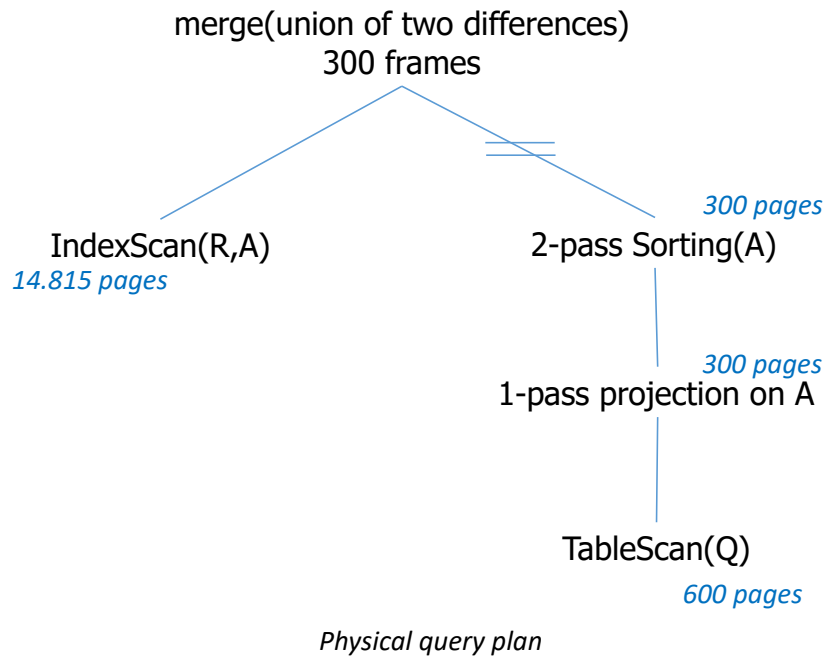 merge(union of two differences)
300 frames
IndexScan(R,A)
14.815 pages
300 pages
2-pass Sorting(A)
300 pages
1-pass projection on A
TableScan(Q)
600 pages
Physical query plan